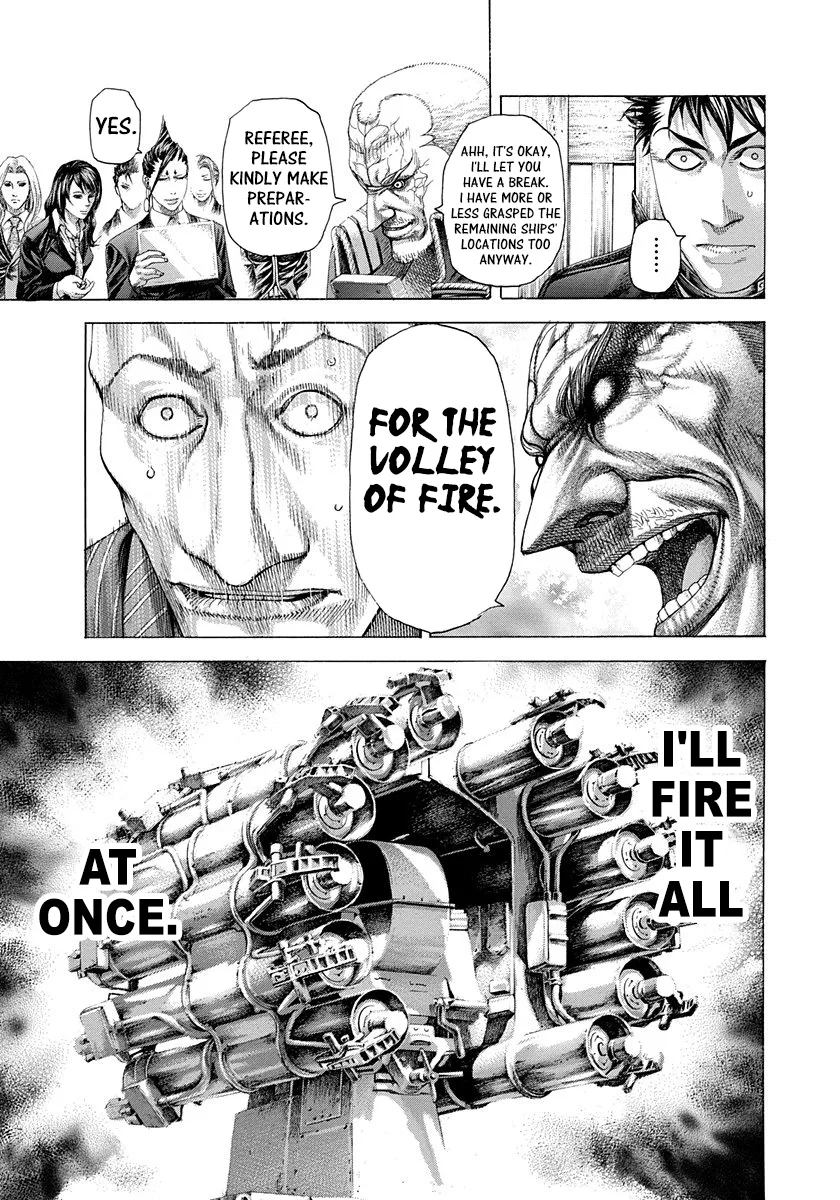 ......
AHH, IT'S OKAY,
I'LL LET YOU
HAVE A BREAK.
I HAVE MORE OR
LESS GRASPED THE
REMAINING SHIPS'
LOCATIONS TOO
ANYWAY.
REFEREE,
PLEASE
KINDLY MAKE
PREPAR-
ATIONS.
YES.
FOR THE
VOLLEY
OF FIRE.
I'LL
FIRE
IT
ALL
AT
ONCE.